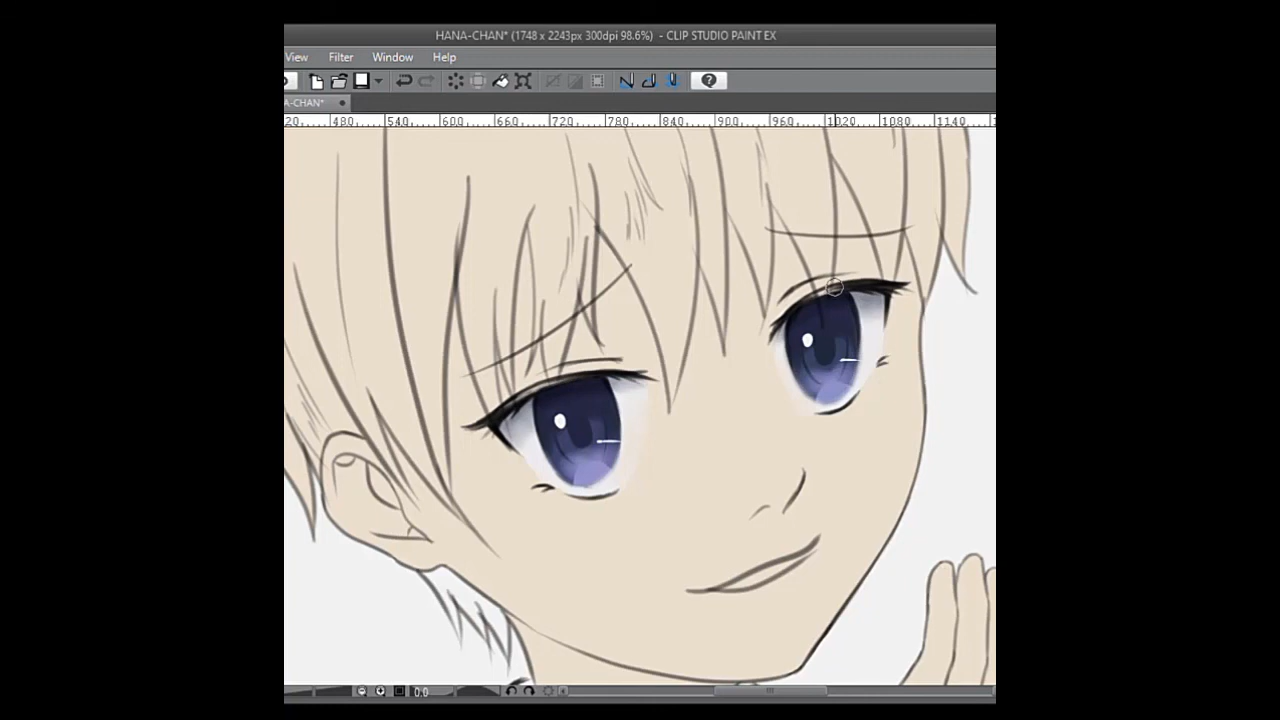 HANA-CHAN* (1748 x 2243px 300dpi 98.6%)  - CLIP STUDIO PAINT EX
View Filter Window Help
A-CHAN*
20 480 540 600 660 720 780 840 900 960 1020 1080 1140
0.0